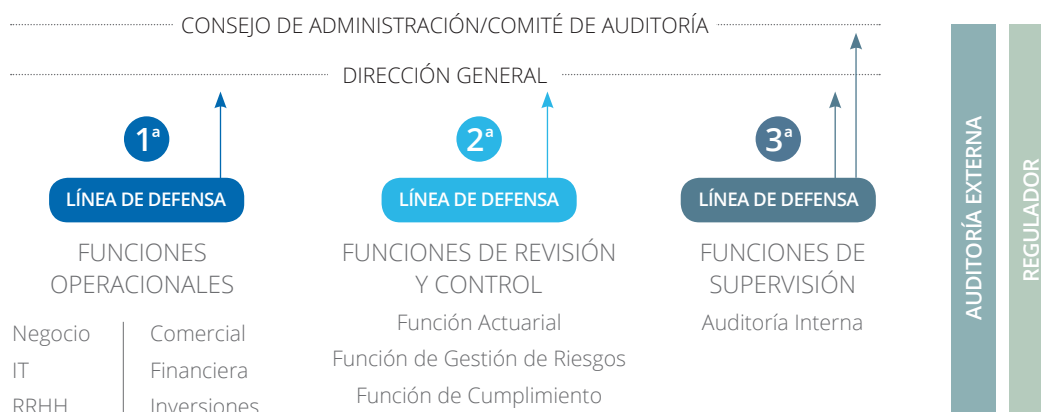 CONSEJO DE ADMINISTRACIÓN/COMITÉ DE AUDITORÍA
DIRECCIÓN GENERAL
1ª
LÍNEA DE DEFENSA
FUNCIONES
OPERACIONALES
Negocio
IT
RRHH
Comercial
Financiera
Inversiones
2ª
LÍNEA DE DEFENSA
FUNCIONES DE REVISIÓN
Y CONTROL
Función Actuarial
Función de Gestión de Riesgos
Función de Cumplimiento
3ª
LÍNEA DE DEFENSA
FUNCIONES DE
SUPERVISIÓN
Auditoría Interna
AUDITORÍA EXTERNA
REGULADOR